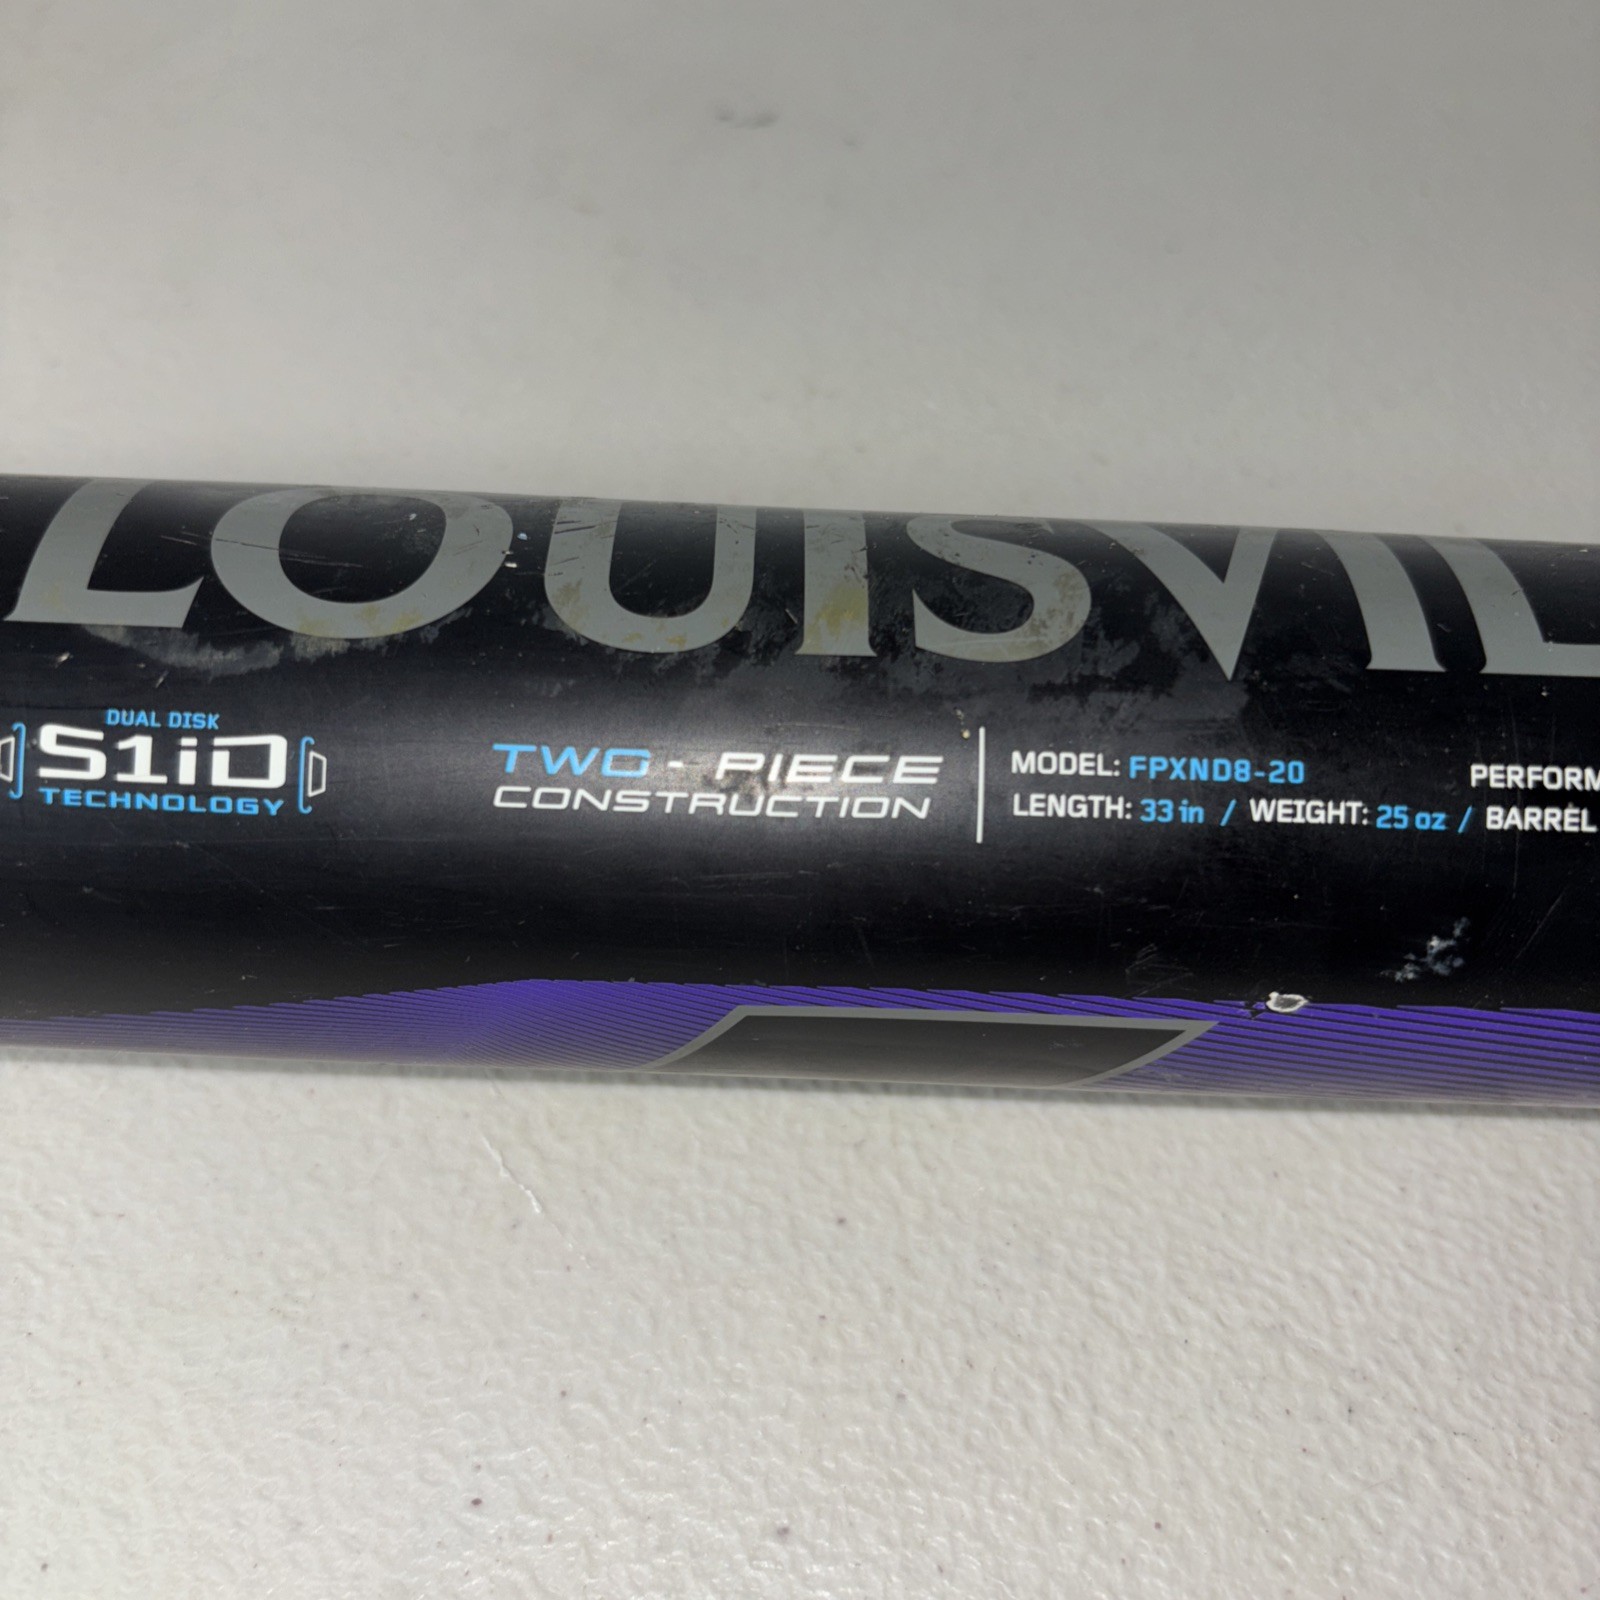 LOUISVIL
DUAL DISK
S1iD
TECHNOLOGY
TWO - PIECE
CONSTRUCTION
MODEL: FPXND8-20
LENGTH: 33 in / WEIGHT: 25 oz / BARREL
PERFORM